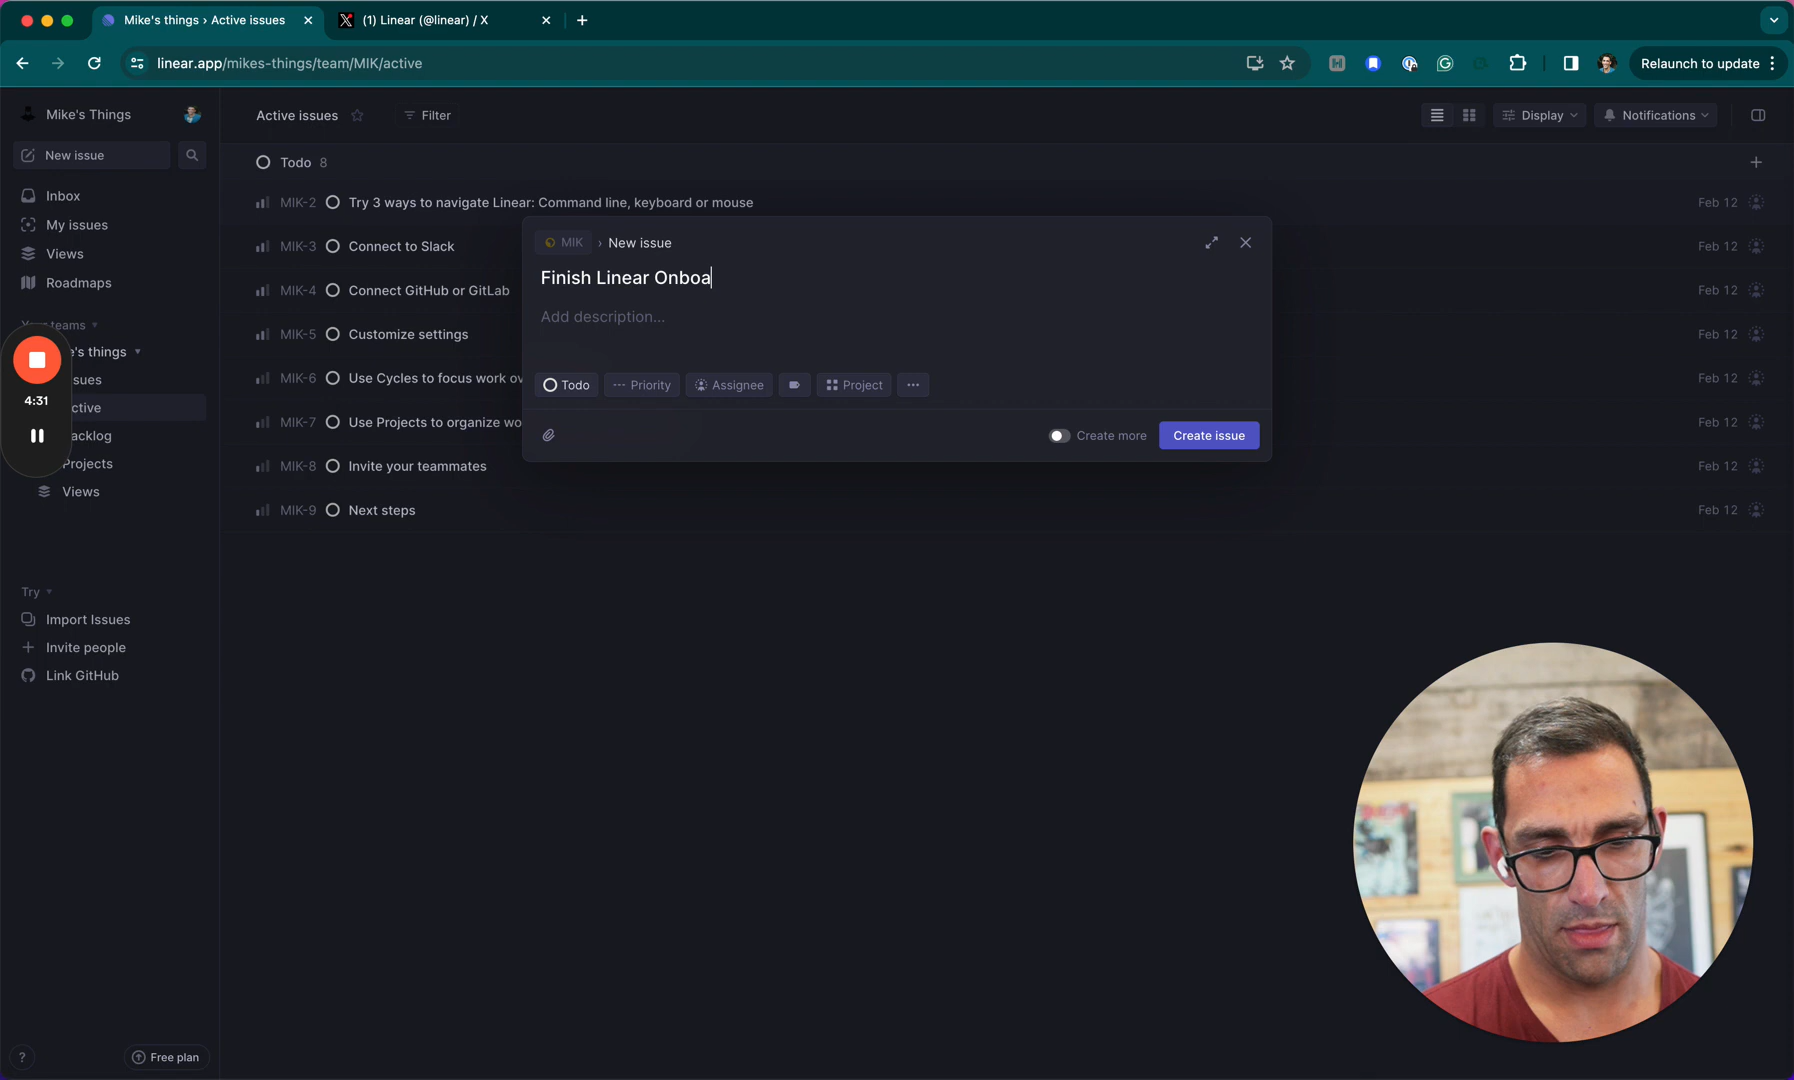 Mike's things › Active issues
(1) Linear (@linear) / X
linear.app/mikes-things/team/MIK/active
Relaunch to update
Mike's Things
New issue
Inbox
My issues
Views
Roadmaps
Your teams
e's things
sues
ctive
acklog
Projects
Views
Try
Import Issues
Invite people
Link GitHub
Free plan
4:31
Active issues
Filter
Display
Notifications
Todo 8
MIK-2 Try 3 ways to navigate Linear: Command line, keyboard or mouse Feb 12
MIK-3 Connect to Slack Feb 12
MIK-4 Connect GitHub or GitLab Feb 12
MIK-5 Customize settings Feb 12
MIK-6 Use Cycles to focus work ov Feb 12
MIK-7 Use Projects to organize wo Feb 12
MIK-8 Invite your teammates Feb 12
MIK-9 Next steps Feb 12
MIK › New issue
Finish Linear Onboa
Add description...
Todo Priority Assignee Project
Create more Create issue